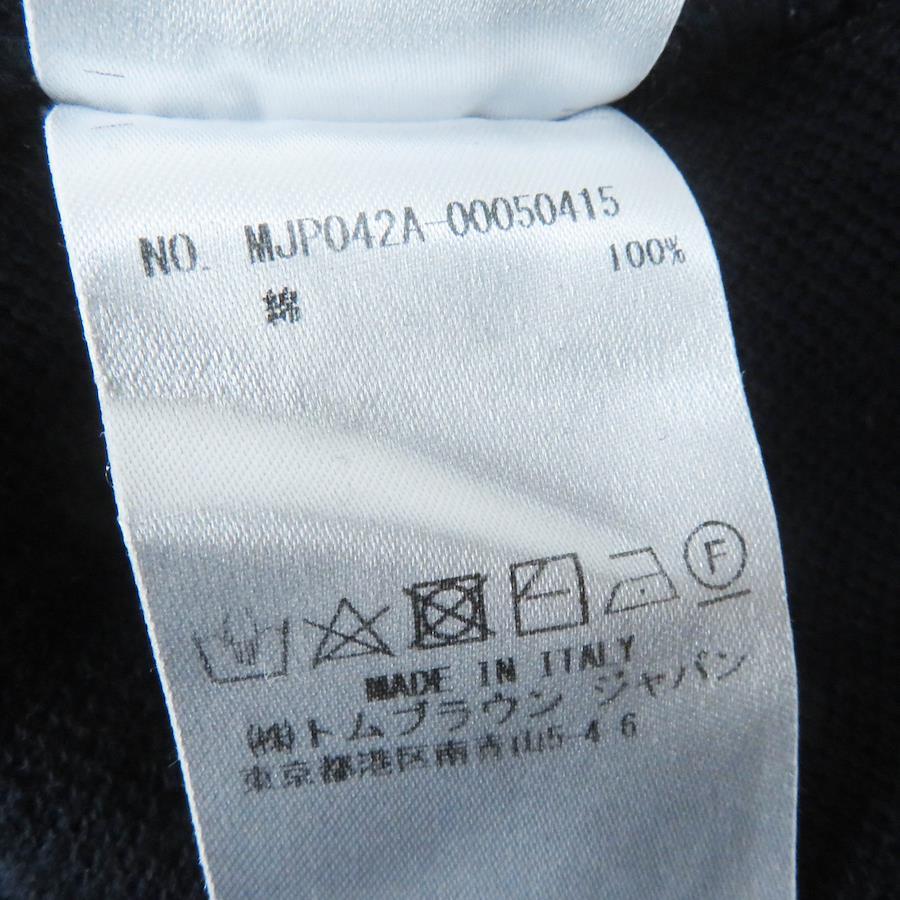 NO. MJP042A-00050415
綿 100%
F
MADE IN ITALY
㈱トムブラウン ジャパン
東京都港区南青山5-4 6